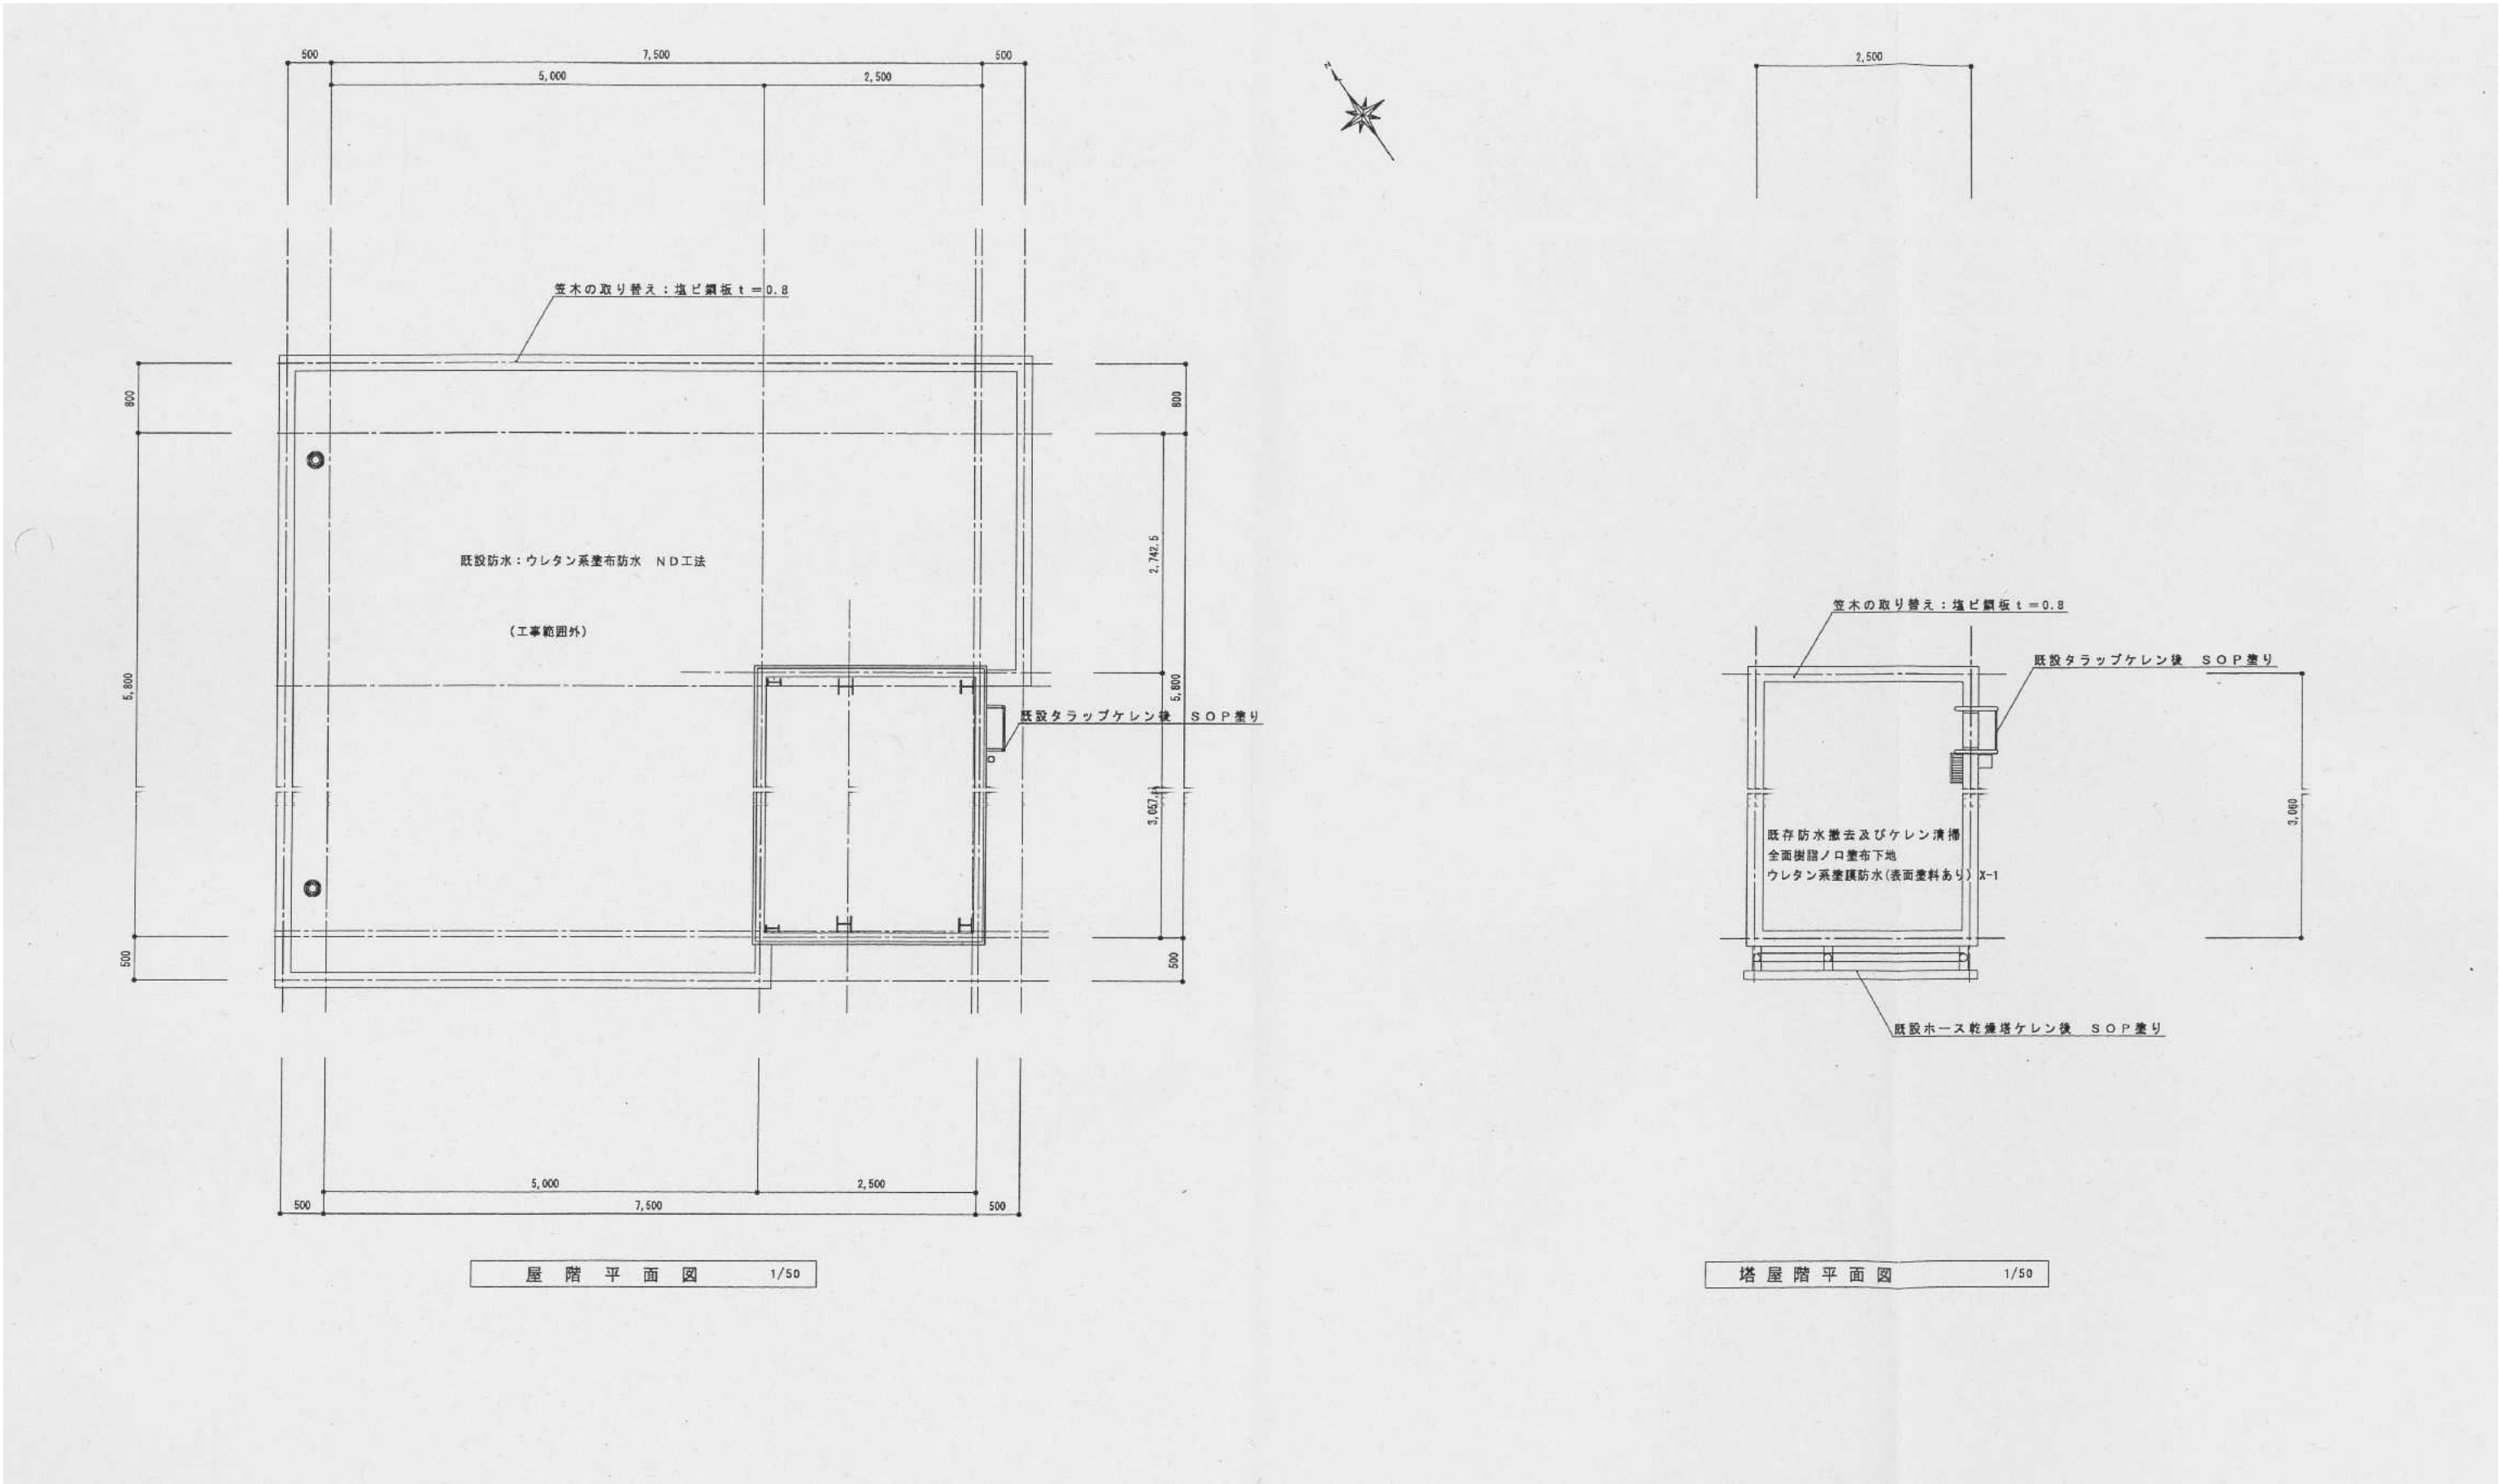 500
7,500
500
5,000
2,500
笠木の取り替え:塩ビ鋼板t=0.8
800
800
既設防水:ウレタン系塗布防水 ND工法
2,742.5
(工事範囲外)
5,800
5,800
既設タラップケレン後 SOP塗り
500
500
5,000
2,500
500
7,500
500
屋階平面図 1/50
N
2,500
笠木の取り替え:塩ビ鋼板t=0.8
既設タラップケレン後 SOP塗り
3,060
既存防水撤去及びケレン清掃
全面樹脂ノロ塗布下地
ウレタン系塗膜防水(表面塗料あり) X-1
既設ホース乾燥塔ケレン後 SOP塗り
塔屋階平面図 1/50